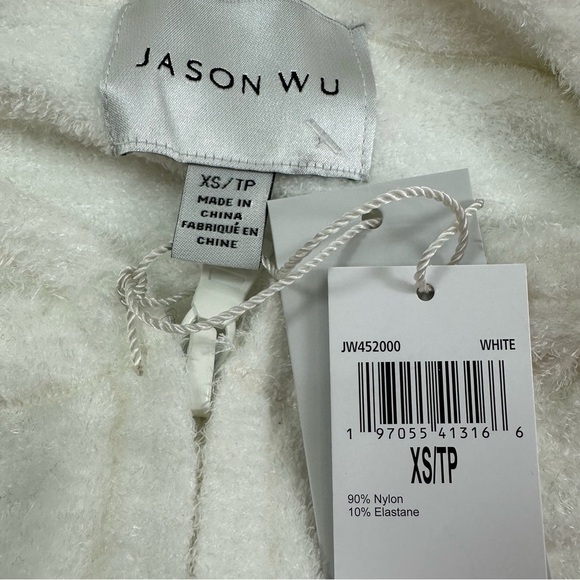 JASON WU
XS/TP
MADE IN
CHINA
FABRIQUÉ EN
CHINE
JW452000 WHITE
1 97055 41316 6
XS/TP
90% Nylon
10% Elastane